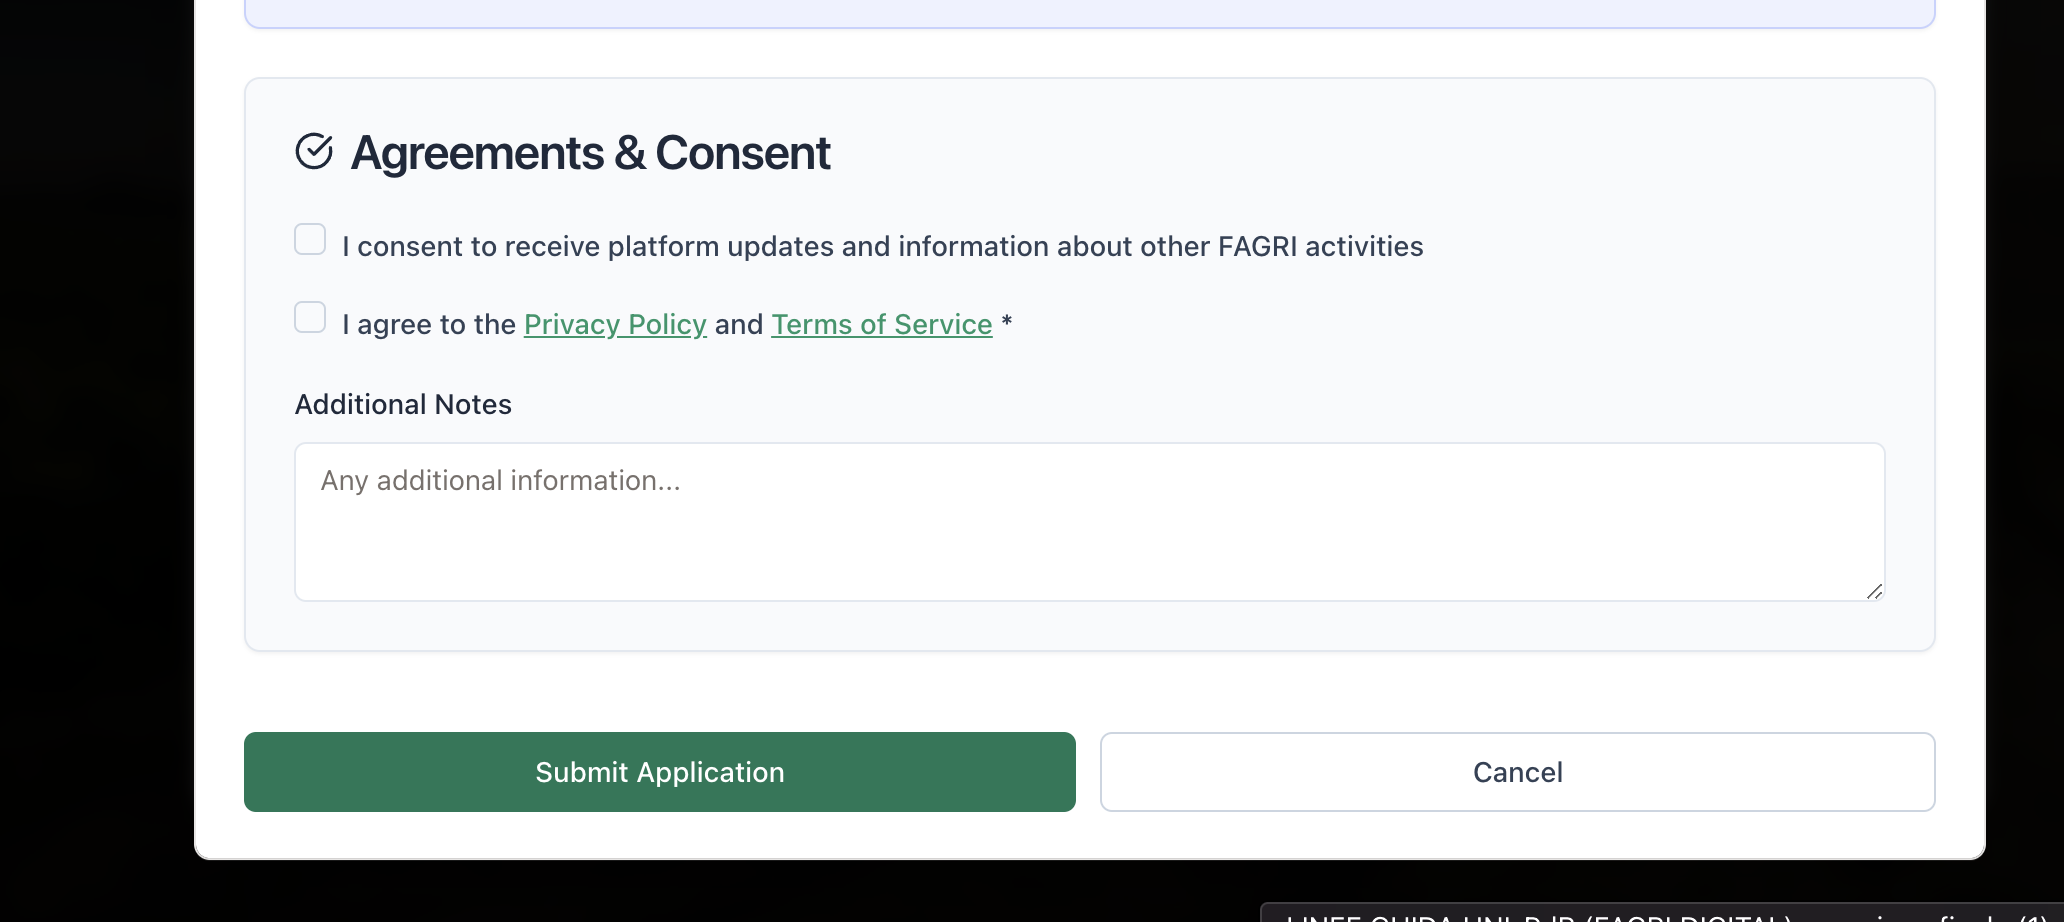 Agreements & Consent
I consent to receive platform updates and information about other FAGRI activities
I agree to the Privacy Policy and Terms of Service *
Additional Notes
Any additional information...
Submit Application
Cancel